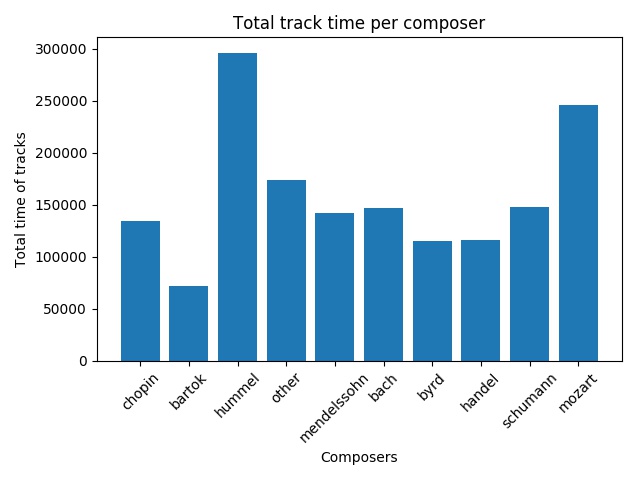 Total track time per composer
300000
250000
200000
150000
100000
50000
0
Total time of tracks
chopin
bartok
hummel
other
mendelssohn
bach
byrd
handel
schumann
mozart
Composers